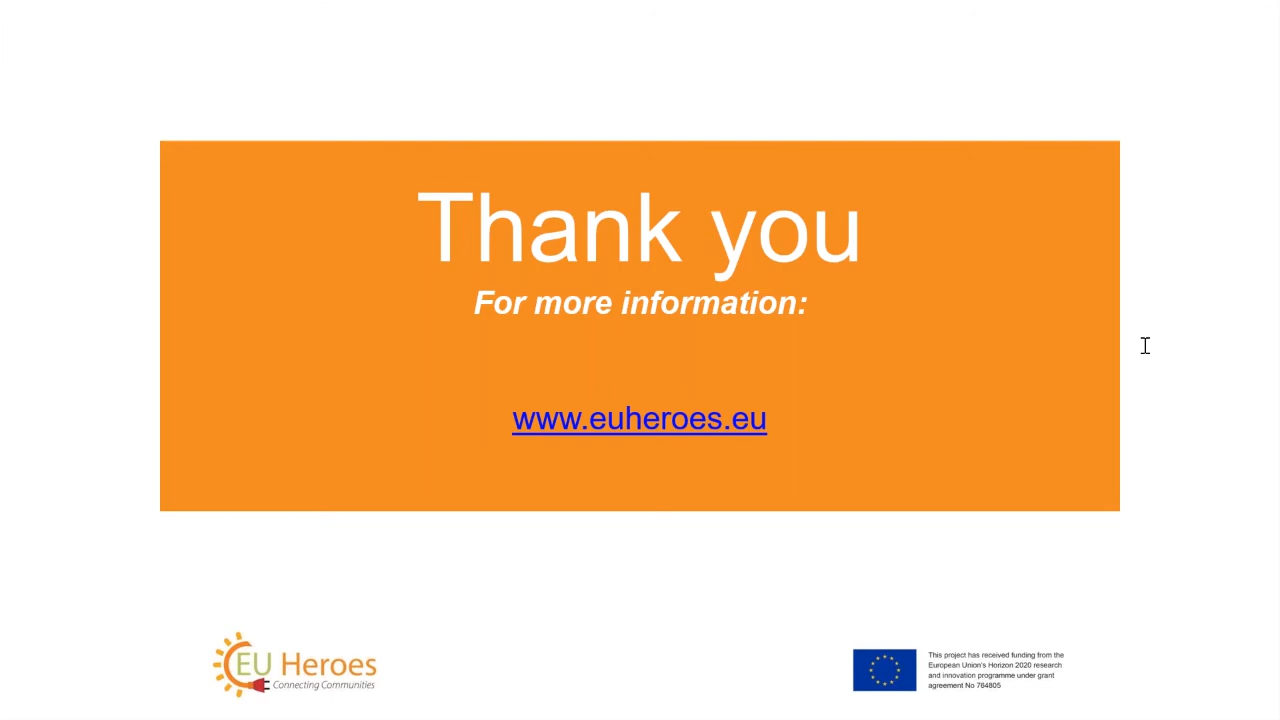 Thank you
For more information:
www.euheroes.eu
EU Heroes
Connecting Communities
This project has received funding from the
European Union's Horizon 2020 research
and innovation programme under grant
agreement No 764805